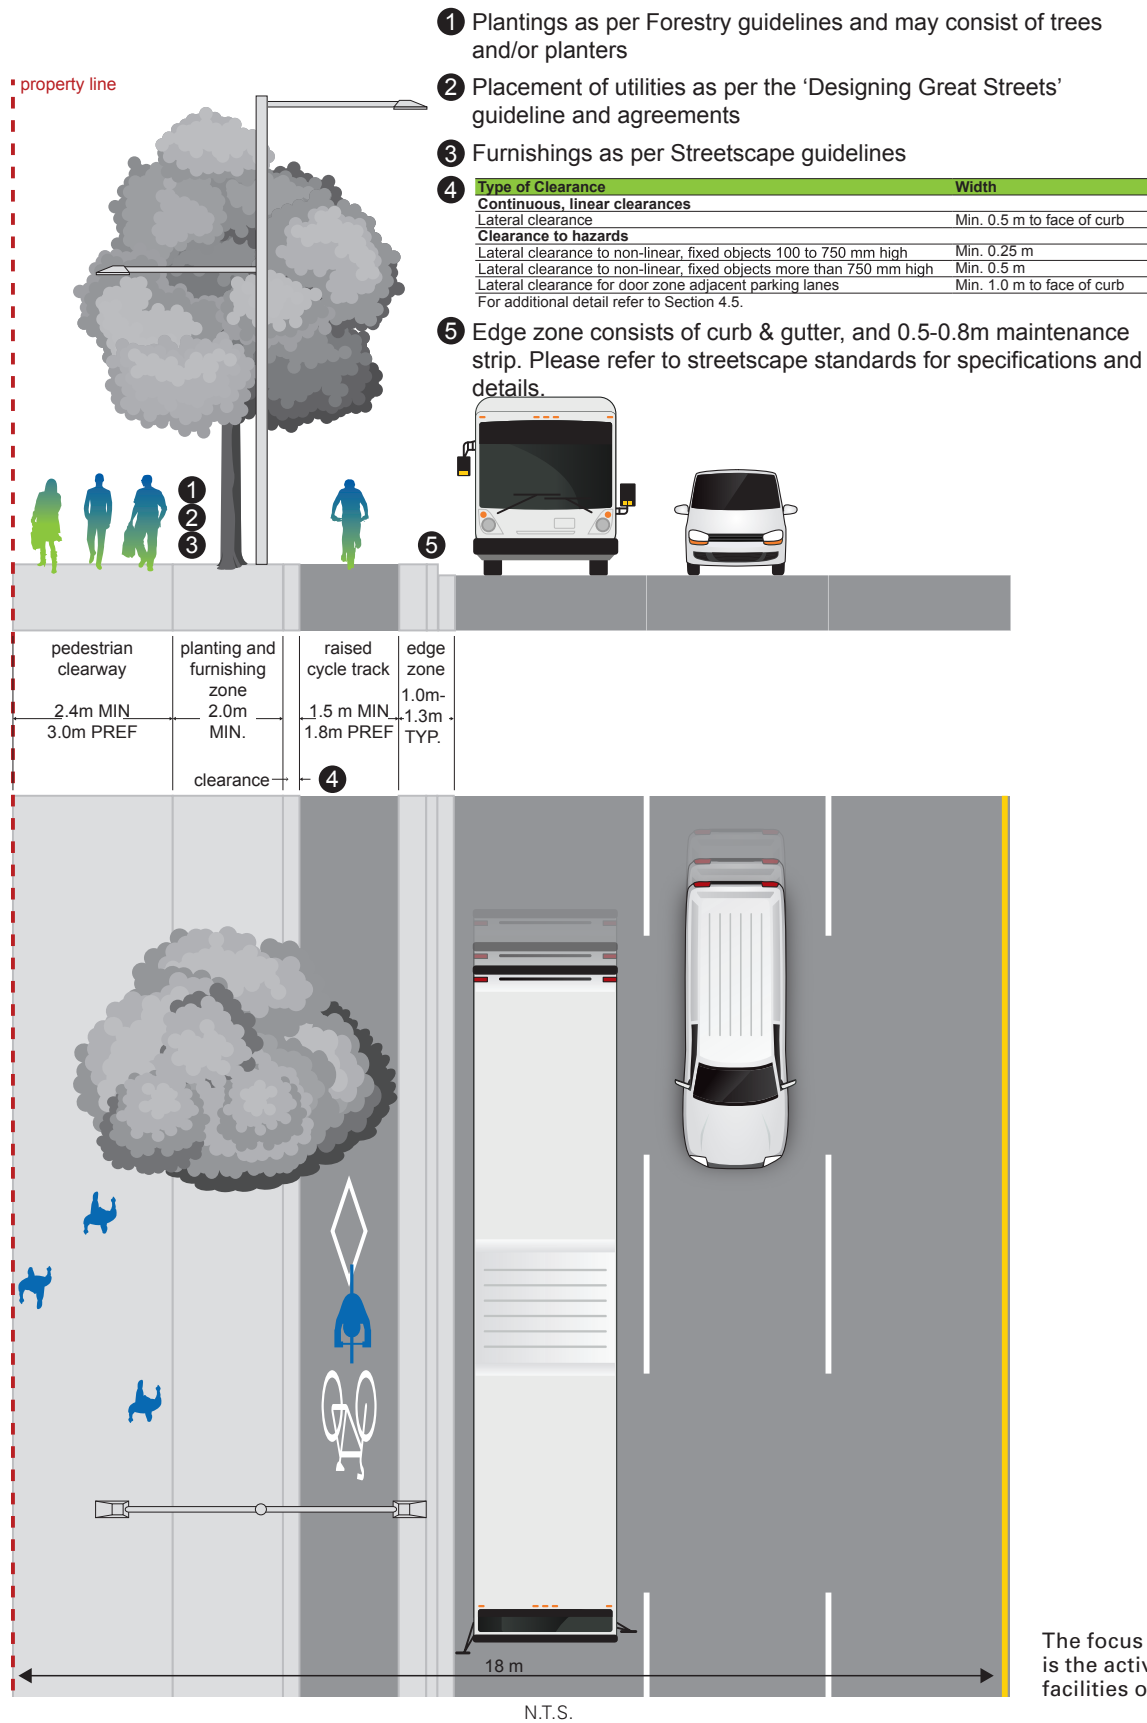 1 Plantings as per Forestry guidelines and may consist of trees
and/or planters
property line
2 Placement of utilities as per the ‘Designing Great Streets’
guideline and agreements
3 Furnishings as per Streetscape guidelines
4
Type of Clearance Width
Continuous, linear clearances
Lateral clearance Min. 0.5 m to face of curb
Clearance to hazards
Lateral clearance to non-linear, fixed objects 100 to 750 mm high Min. 0.25 m
Lateral clearance to non-linear, fixed objects more than 750 mm high Min. 0.5 m
Lateral clearance for door zone adjacent parking lanes Min. 1.0 m to face of curb
For additional detail refer to Section 4.5.
5 Edge zone consists of curb & gutter, and 0.5-0.8m maintenance
strip. Please refer to streetscape standards for specifications and
details.
1
2
3
5
pedestrian
clearway
2.4m MIN
3.0m PREF
planting and
furnishing
zone
2.0m
MIN.
raised
cycle track
1.5 m MIN
1.8m PREF
edge
zone
1.0m-
1.3m
TYP.
clearance 4
18 m
N.T.S.
The focus
is the activ
facilities o